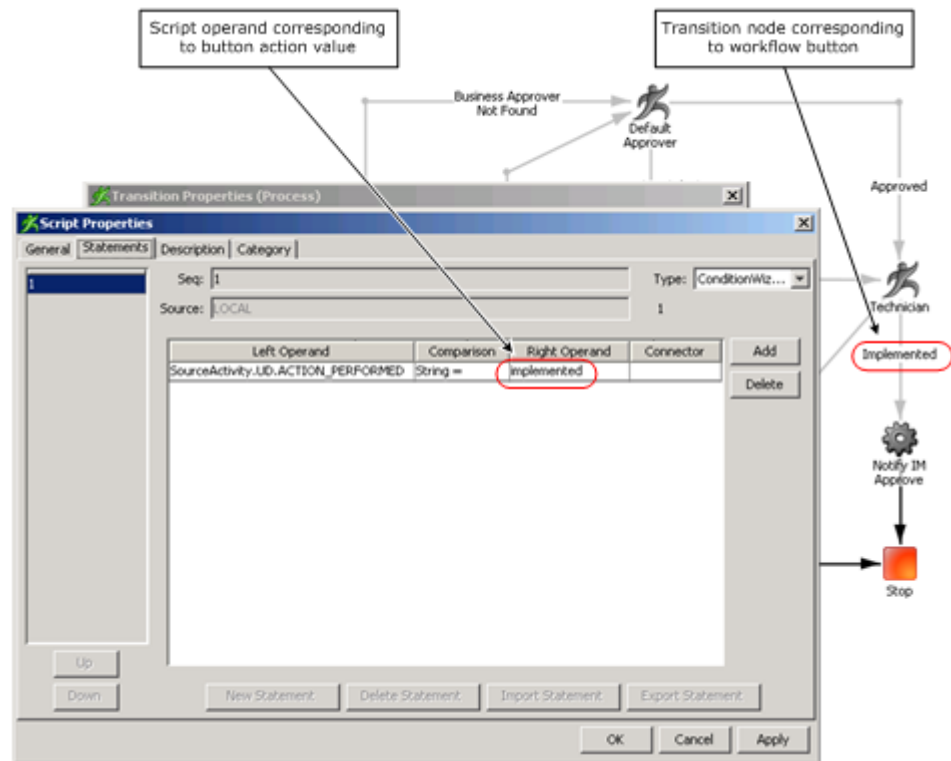 Script operand corresponding
to button action value
Transition node corresponding
to workflow button
Business Approver
Not Found
Default
Approver
Approved
Transition Properties (Process)
Script Properties
General Statements Description Category
1
Seq: 1
Type: ConditionWiz...
Source: LOCAL
1
Technician
Left Operand Comparison Right Operand Connector
Add
SourceActivity.UD.ACTION_PERFORMED String = implemented
Delete
Implemented
Notify IM
Approve
Stop
Up
Down
New Statement Delete Statement Import Statement Export Statement
OK Cancel Apply